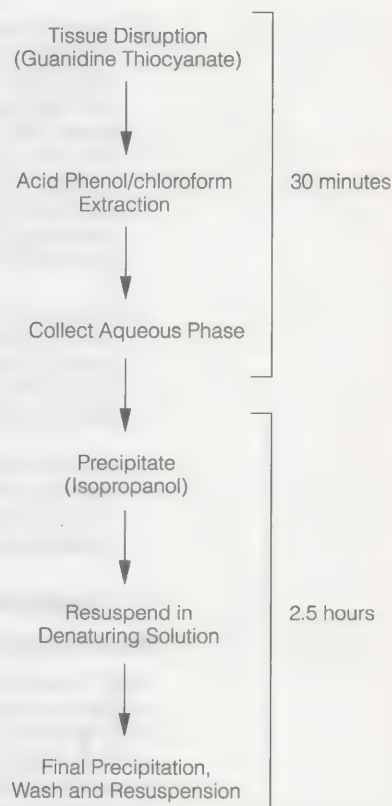 Tissue Disruption
(Guanidine Thiocyanate)
Acid Phenol/chloroform
Extraction
30 minutes
Collect Aqueous Phase
Precipitate
(Isopropanol)
Resuspend in
Denaturing Solution
2.5 hours
Final Precipitation,
Wash and Resuspension